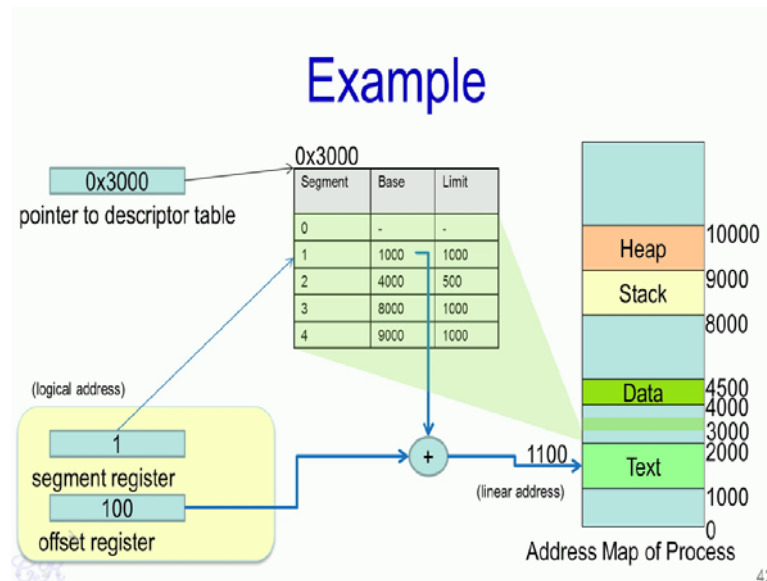 Example
0x3000
pointer to descriptor table
0x3000
Segment Base Limit
0 - -
1 1000 1000
2 4000 500
3 8000 1000
4 9000 1000
(logical address)
1
segment register
100
offset register
+
1100
(linear address)
10000
Heap
9000
Stack
8000
Data
4500
4000
3000
2000
Text
1000
0
Address Map of Process